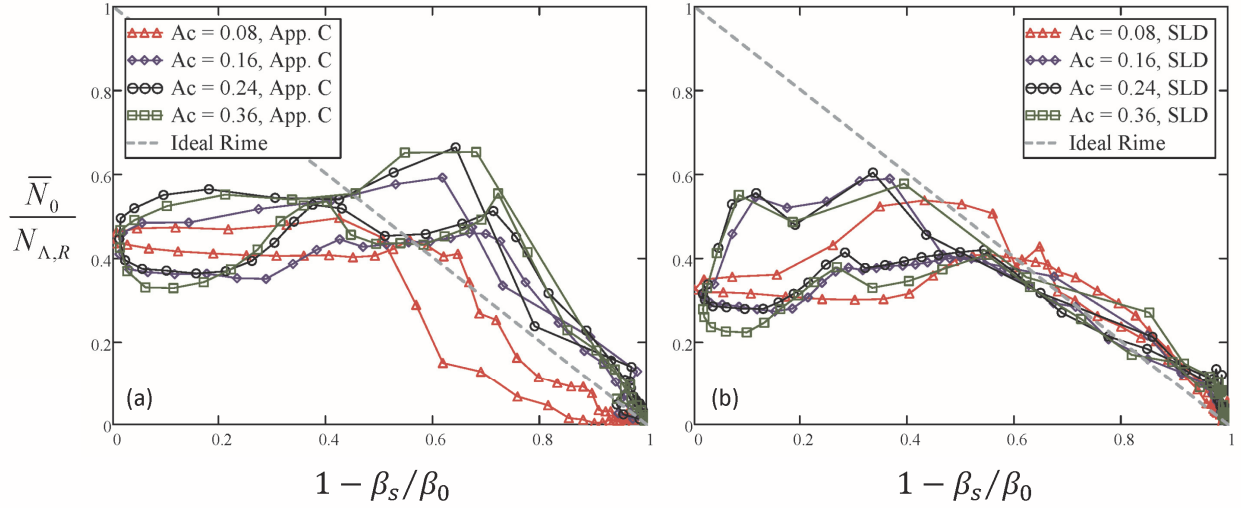 1
0.8
0.6
0.4
0.2
0
N̅₀
N_Λ,R
Ac = 0.08, App. C
Ac = 0.16, App. C
Ac = 0.24, App. C
Ac = 0.36, App. C
Ideal Rime
(a)
0 0.2 0.4 0.6 0.8 1
1 − βₛ/β₀
1
0.8
0.6
0.4
0.2
0
Ac = 0.08, SLD
Ac = 0.16, SLD
Ac = 0.24, SLD
Ac = 0.36, SLD
Ideal Rime
(b)
0 0.2 0.4 0.6 0.8 1
1 − βₛ/β₀